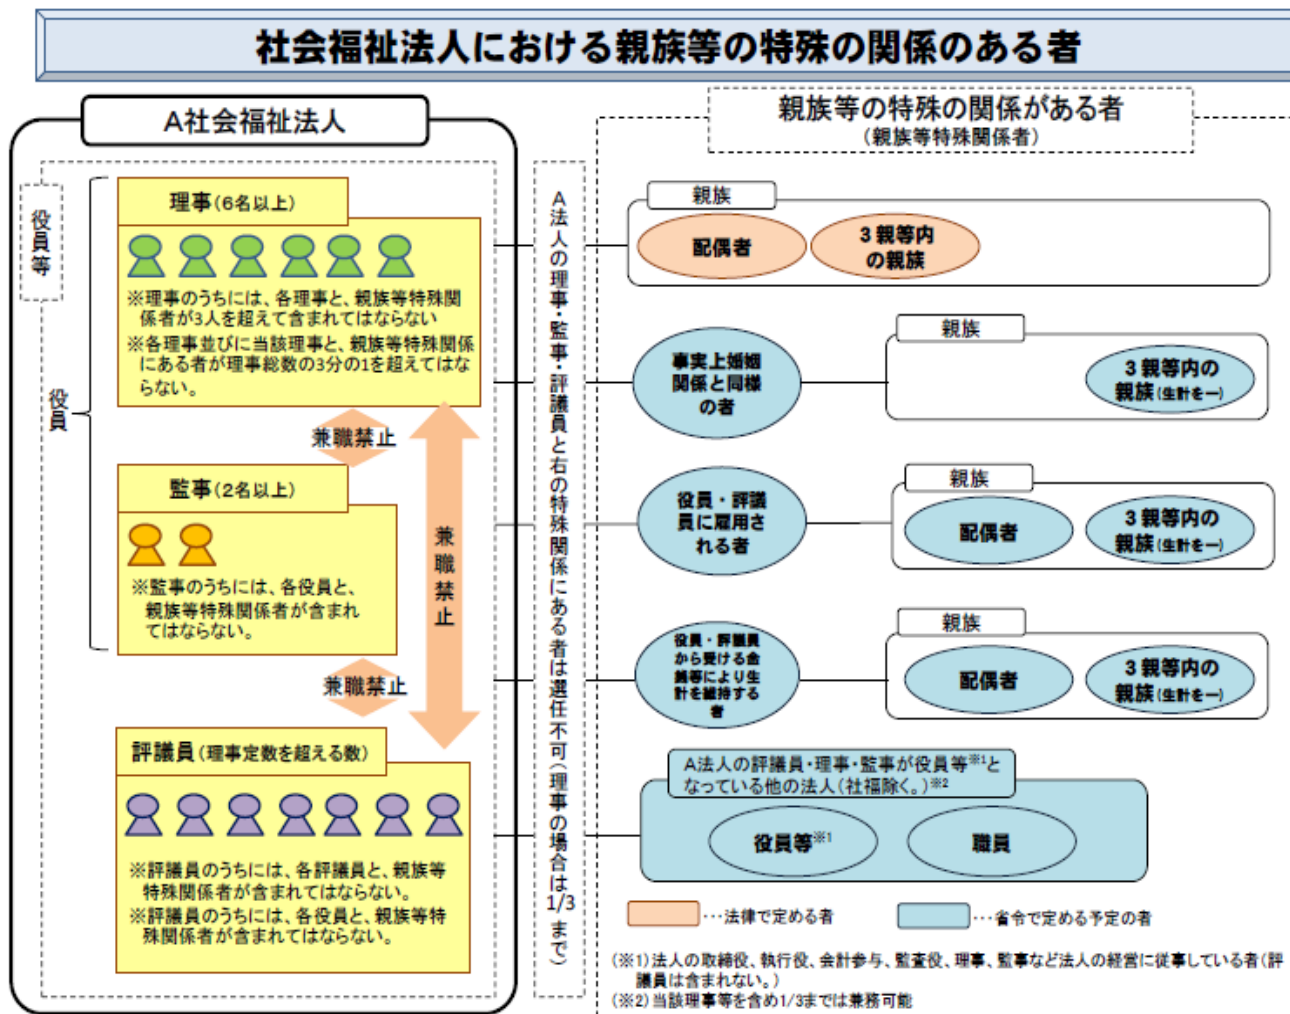 社会福祉法人における親族等の特殊の関係のある者
A社会福祉法人
役員等
役員
理事(6名以上)
※理事のうちには、各理事と、親族等特殊関
係者が3人を超えて含まれてはならない
※各理事並びに当該理事と、親族等特殊関係
にある者が理事総数の3分の1を超えてはな
らない。
兼職禁止
監事(2名以上)
※監事のうちには、各役員と、
親族等特殊関係者が含まれ
てはならない。
兼職禁止
兼職禁止
評議員(理事定数を超える数)
※評議員のうちには、各評議員と、親族等
特殊関係者が含まれてはならない。
※評議員のうちには、各役員と、親族等特
殊関係者が含まれてはならない。
A法人の理事・監事・評議員と右の特殊関係にある者は選任不可(理事の場合は1/3まで)
親族等の特殊の関係がある者
(親族等特殊関係者)
親族
配偶者
3親等内
の親族
事実上婚姻
関係と同様
の者
親族
3親等内の
親族(生計を一)
役員・評議
員に雇用さ
れる者
親族
配偶者
3親等内の
親族(生計を一)
役員・評議員
から受ける金
銭等により生
計を維持する
者
親族
配偶者
3親等内の
親族(生計を一)
A法人の評議員・理事・監事が役員等※1と
なっている他の法人(社福除く。)※2
役員等※1
職員
…法律で定める者
…省令で定める予定の者
(※1)法人の取締役、執行役、会計参与、監査役、理事、監事など法人の経営に従事している者(評
議員は含まれない。)
(※2)当該理事等を含め1/3までは兼務可能